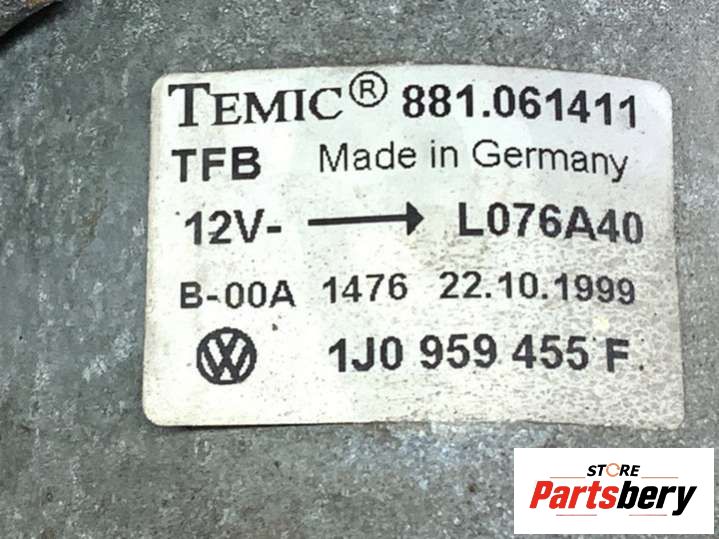 TEMIC® 881.061411
TFB Made in Germany
12V- → L076A40
B-00A 1476 22.10.1999
VW 1J0 959 455 F
STORE
Partsbery